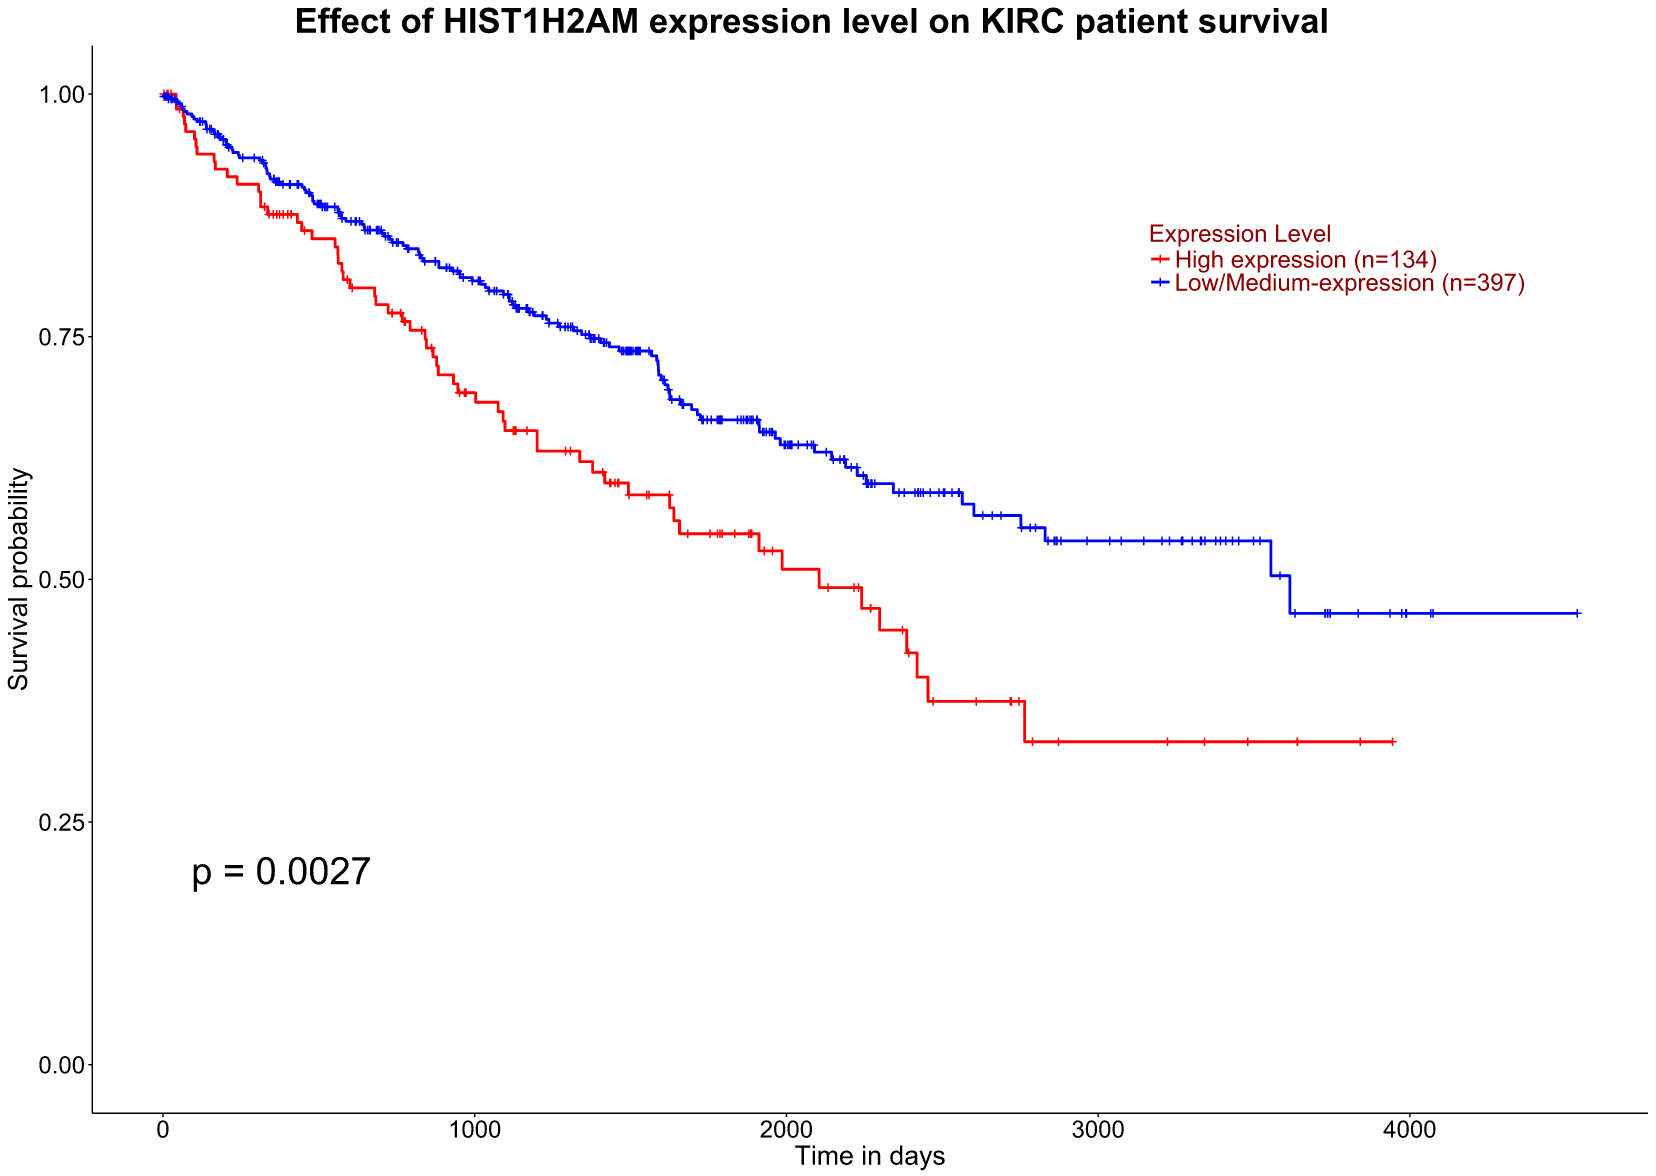 Effect of HIST1H2AM expression level on KIRC patient survival
1.00
0.75
0.50
0.25
0.00
Survival probability
Expression Level
High expression (n=134)
Low/Medium-expression (n=397)
p = 0.0027
0 1000 2000 3000 4000
Time in days